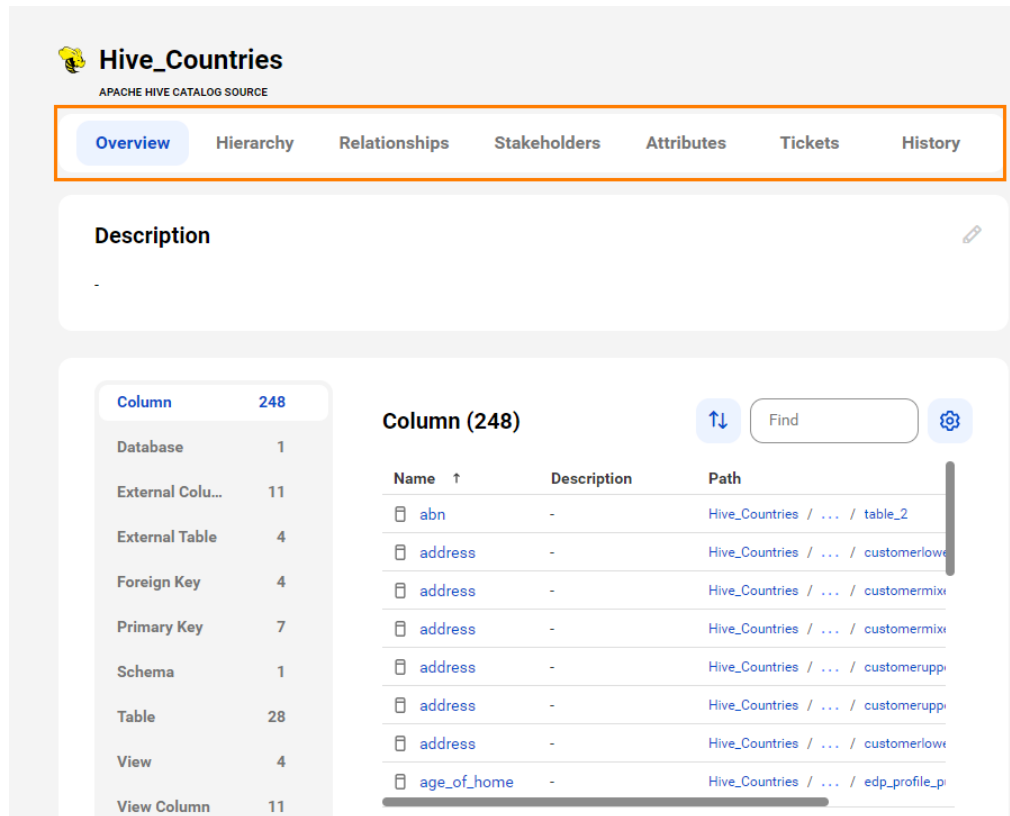 Hive_Countries
APACHE HIVE CATALOG SOURCE
Overview Hierarchy Relationships Stakeholders Attributes Tickets History
Description
-
Column 248
Database 1
External Colu... 11
External Table 4
Foreign Key 4
Primary Key 7
Schema 1
Table 28
View 4
View Column 11
Column (248) Find
Name ↑ Description Path
abn - Hive_Countries / ... / table_2
address - Hive_Countries / ... / customerlowe
address - Hive_Countries / ... / customermixe
address - Hive_Countries / ... / customermixe
address - Hive_Countries / ... / customeruppe
address - Hive_Countries / ... / customeruppe
address - Hive_Countries / ... / customerlowe
age_of_home - Hive_Countries / ... / edp_profile_p